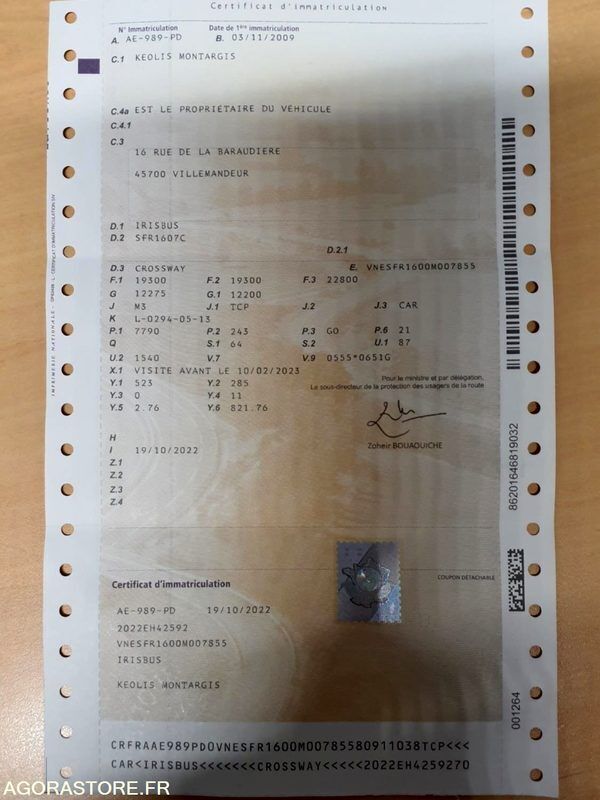 Certificat d'immatriculation
N° Immatriculation Date de 1ère immatriculation
A. AE-989-PD B. 03/11/2009
C.1 KEOLIS MONTARGIS
C.4a EST LE PROPRIÉTAIRE DU VÉHICULE
C.4.1
C.3
16 RUE DE LA BARAUDIERE
45700 VILLEMANDEUR
D.1 IRISBUS
D.2 SFR1607C
D.2.1
D.3 CROSSWAY E. VNESFR1600M007855
F.1 19300 F.2 19300 F.3 22800
G 12275 G.1 12200
J M3 J.1 TCP J.2 J.3 CAR
K L-0294-05-13
P.1 7790 P.2 243 P.3 GO P.6 21
Q S.1 64 S.2 U.1 87
U.2 1540 V.7 V.9 0555*0651G
X.1 VISITE AVANT LE 10/02/2023
Y.1 523 Y.2 285
Y.3 0 Y.4 11
Y.5 2.76 Y.6 821.76
Pour le ministre et par délégation,
Le sous-directeur de la protection des usagers de la route
Zoheir BOUAOUICHE
H
I 19/10/2022
Z.1
Z.2
Z.3
Z.4
Certificat d'immatriculation COUPON DÉTACHABLE
AE-989-PD 19/10/2022
2022EH42592
VNESFR1600M007855
IRISBUS
KEOLIS MONTARGIS
CRFRAAE989PD0VNESFR1600M00785580911038TCP<<<
CAR<IRISBUS<<<<<<<CROSSWAY<<<<<2022EH4259270
001243
86201646819032
001264
AGORASTORE.FR